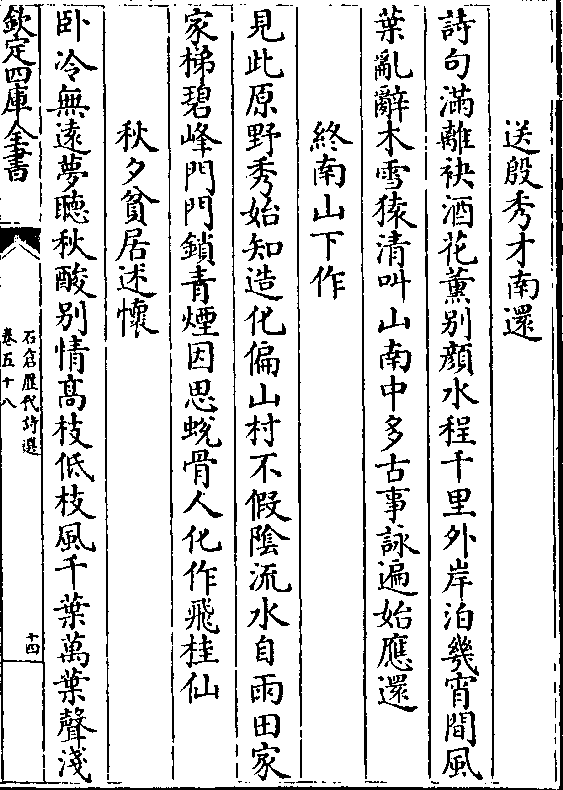 送殷秀才南還
詩句滿離袂酒花薰别顔水程千里外岸泊幾宵間風
葉亂辭木雪猿清叫山南中多古事詠遍始應還
終南山下作
見此原野秀始知造化偏山村不假隂流水自雨田家
家梯碧峰門門鎖青煙因思蛻骨人化作飛桂仙
秋夕貧居述懷
卧冷無遠夢聽秋酸别情高枝低枝風千葉萬葉聲淺
欽定四庫全書
石倉歷代詩選
卷五十八
十四